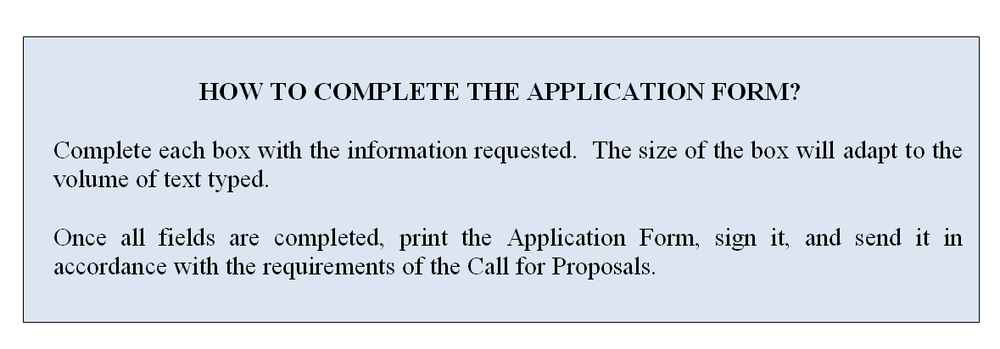 HOW TO COMPLETE THE APPLICATION FORM?
Complete each box with the information requested.  The size of the box will adapt to the
volume of text typed.
Once all fields are completed, print the Application Form, sign it, and send it in
accordance with the requirements of the Call for Proposals.